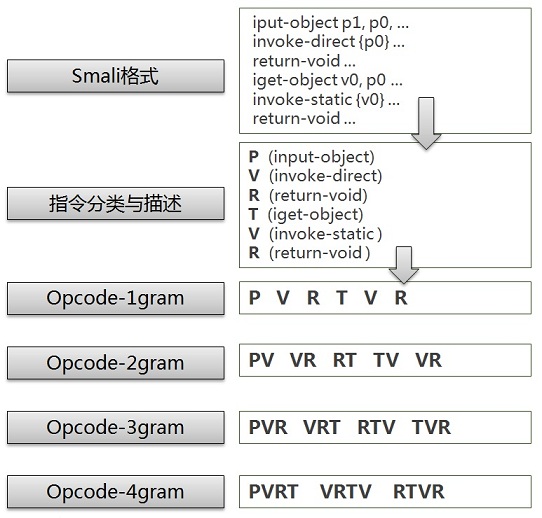 Smali格式
iput-object p1, p0, ...
invoke-direct {p0} ...
return-void ...
iget-object v0, p0 ...
invoke-static {v0} ...
return-void ...
指令分类与描述
P (input-object)
V (invoke-direct)
R (return-void)
T (iget-object)
V (invoke-static )
R (return-void )
Opcode-1gram
P V R T V R
Opcode-2gram
PV VR RT TV VR
Opcode-3gram
PVR VRT RTV TVR
Opcode-4gram
PVRT VRTV RTVR